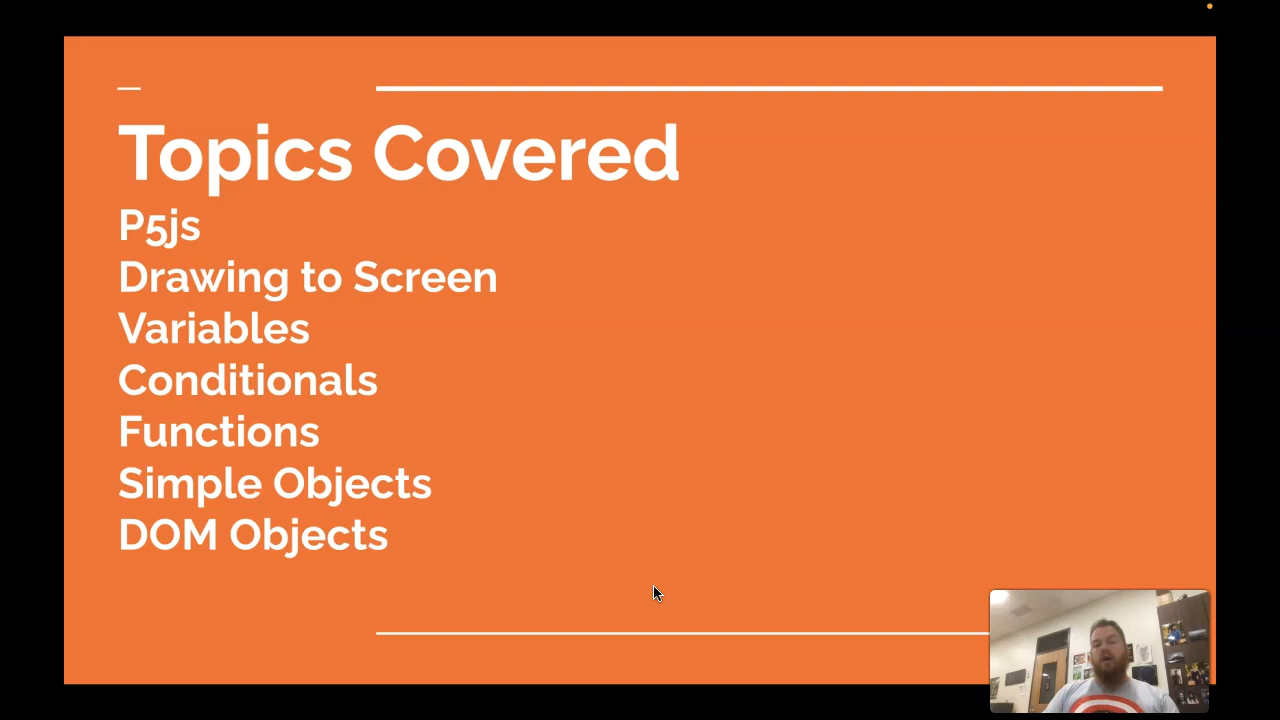 Topics Covered
P5js
Drawing to Screen
Variables
Conditionals
Functions
Simple Objects
DOM Objects